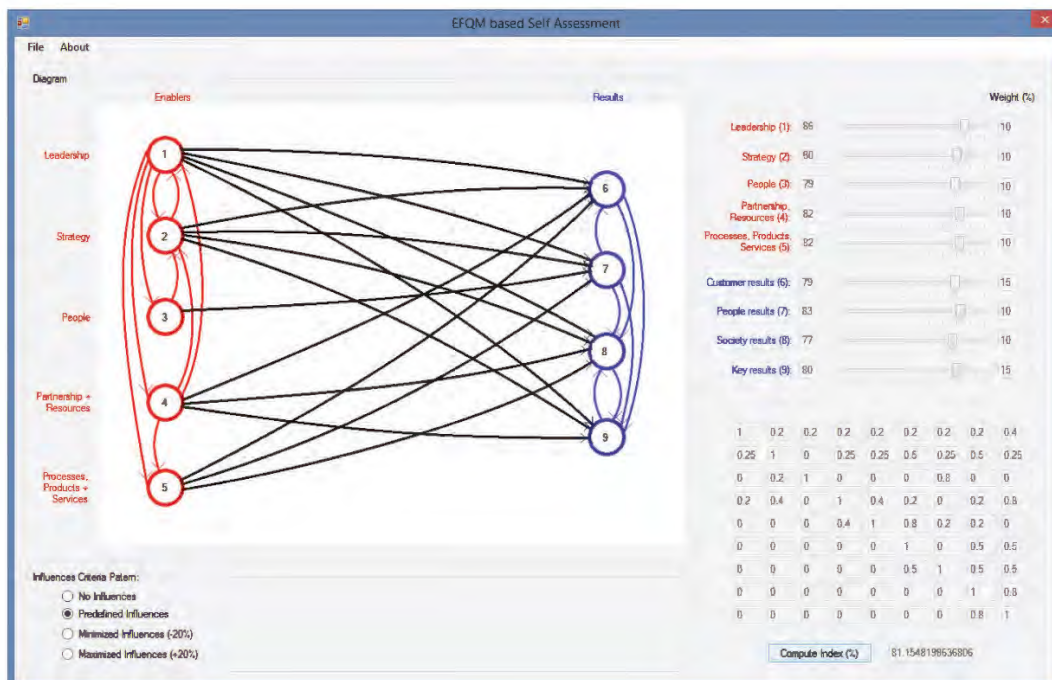 EFQM based Self Assessment
File About
Diagram
Enablers
Results
Weight (%)
Leadership
Strategy
People
Partnership +
Resources
Processes,
Products +
Services
1
2
3
4
5
6
7
8
9
Leadership (1): 86 10
Strategy (2): 80 10
People (3): 79 10
Partnership,
Resources (4): 82 10
Processes, Products,
Services (5): 82 10
Customer results (6): 79 15
People results (7): 83 10
Society results (8): 77 10
Key results (9): 80 15
1 0.2 0.2 0.2 0.2 0.2 0.2 0.2 0.4
0.25 1 0 0.25 0.25 0.5 0.25 0.5 0.25
0 0.2 1 0 0 0 0.8 0 0
0.2 0.4 0 1 0.4 0.2 0 0.2 0.8
0 0 0 0.4 1 0.8 0.2 0.2 0
0 0 0 0 0 1 0 0.5 0.5
0 0 0 0 0 0.5 1 0.5 0.5
0 0 0 0 0 0 0 1 0.8
0 0 0 0 0 0 0 0.8 1
Influences Criteria Patern:
No Influences
Predefined Influences
Minimized Influences (-20%)
Maximized Influences (+20%)
Compute Index (%) 81.1548198636806